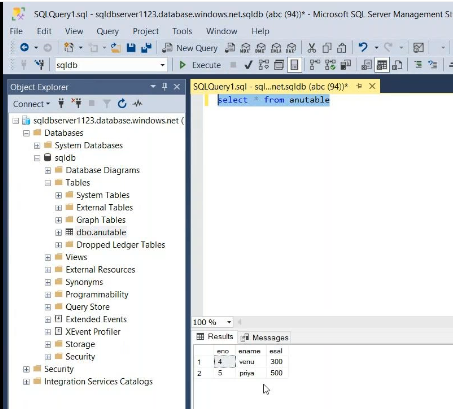 SQLQuery1.sql - sqldbserver1123.database.windows.net.sqldb (abc (94))* - Microsoft SQL Server Management St
File Edit View Query Project Tools Window Help
New Query
MDX DMX XMLA DAX
sqldb Execute
Object Explorer
SQLQuery1.sql - sql...net.sqldb (abc (94))*
Connect
select * from anutable
sqldbserver1123.database.windows.net (
Databases
System Databases
sqldb
Database Diagrams
Tables
System Tables
External Tables
Graph Tables
dbo.anutable
Dropped Ledger Tables
Views
External Resources
Synonyms
Programmability
Query Store
Extended Events
XEvent Profiler
Storage
Security
Security
Integration Services Catalogs
100 %
Results Messages
eno ename esal
1 4 venu 300
2 5 priya 500